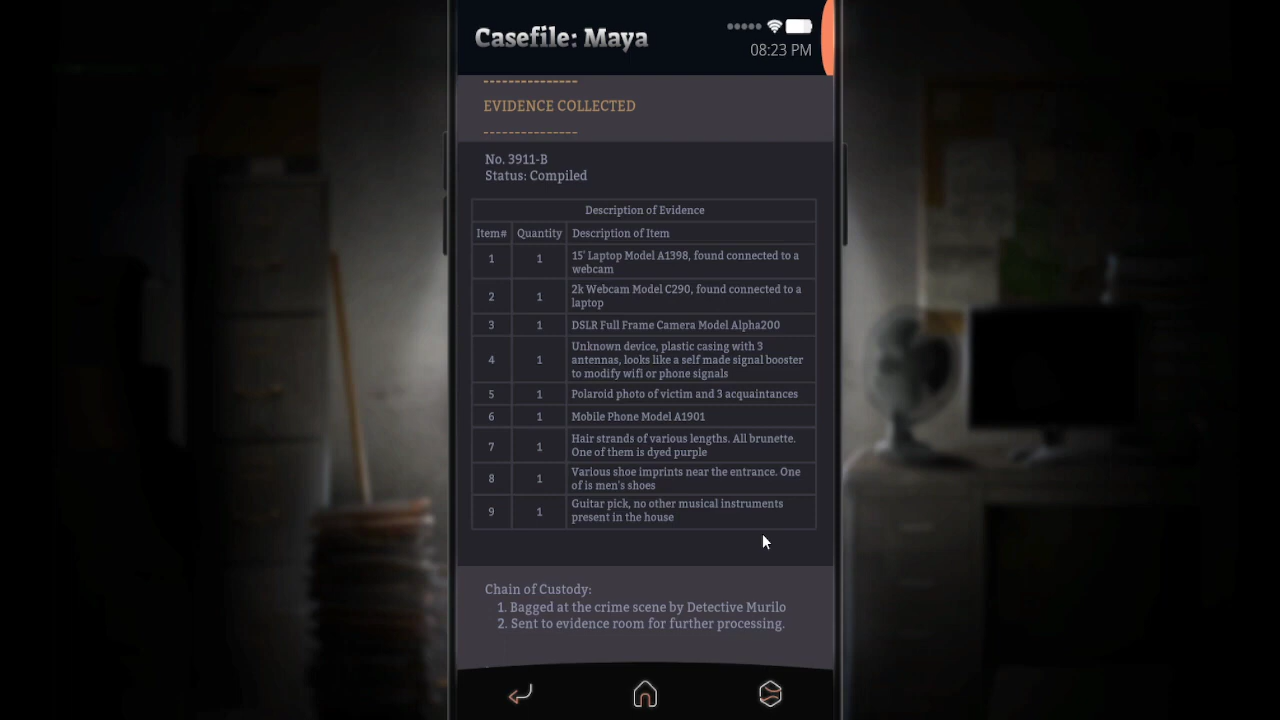 Casefile: Maya
08:23 PM
---------------
EVIDENCE COLLECTED
---------------
No. 3911-B
Status: Compiled
Description of Evidence
Item# Quantity Description of Item
1 1 15' Laptop Model A1398, found connected to a
webcam
2 1 2k Webcam Model C290, found connected to a
laptop
3 1 DSLR Full Frame Camera Model Alpha200
4 1 Unknown device, plastic casing with 3
antennas, looks like a self made signal booster
to modify wifi or phone signals
5 1 Polaroid photo of victim and 3 acquaintances
6 1 Mobile Phone Model A1901
7 1 Hair strands of various lengths. All brunette.
One of them is dyed purple
8 1 Various shoe imprints near the entrance. One
of is men's shoes
9 1 Guitar pick, no other musical instruments
present in the house
Chain of Custody:
1. Bagged at the crime scene by Detective Murilo
2. Sent to evidence room for further processing.